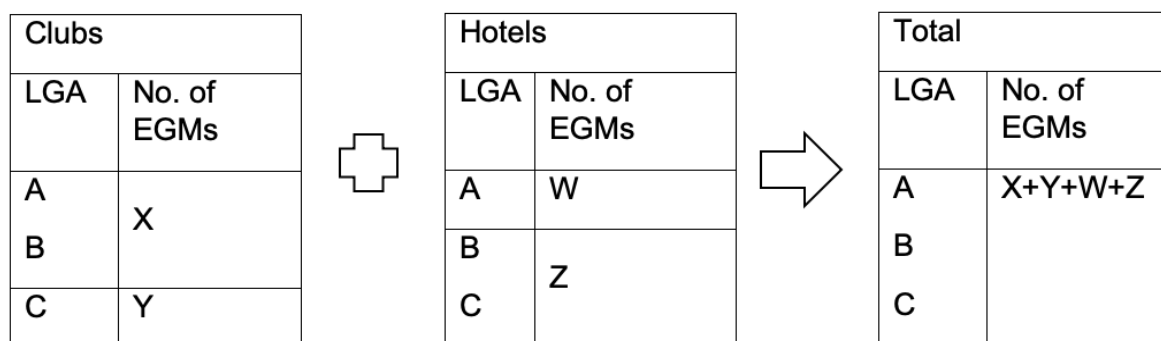 Clubs
LGA No. of
EGMs
A
X
B
C Y
Hotels
LGA No. of
EGMs
A W
B
Z
C
Total
LGA No. of
EGMs
A X+Y+W+Z
B
C